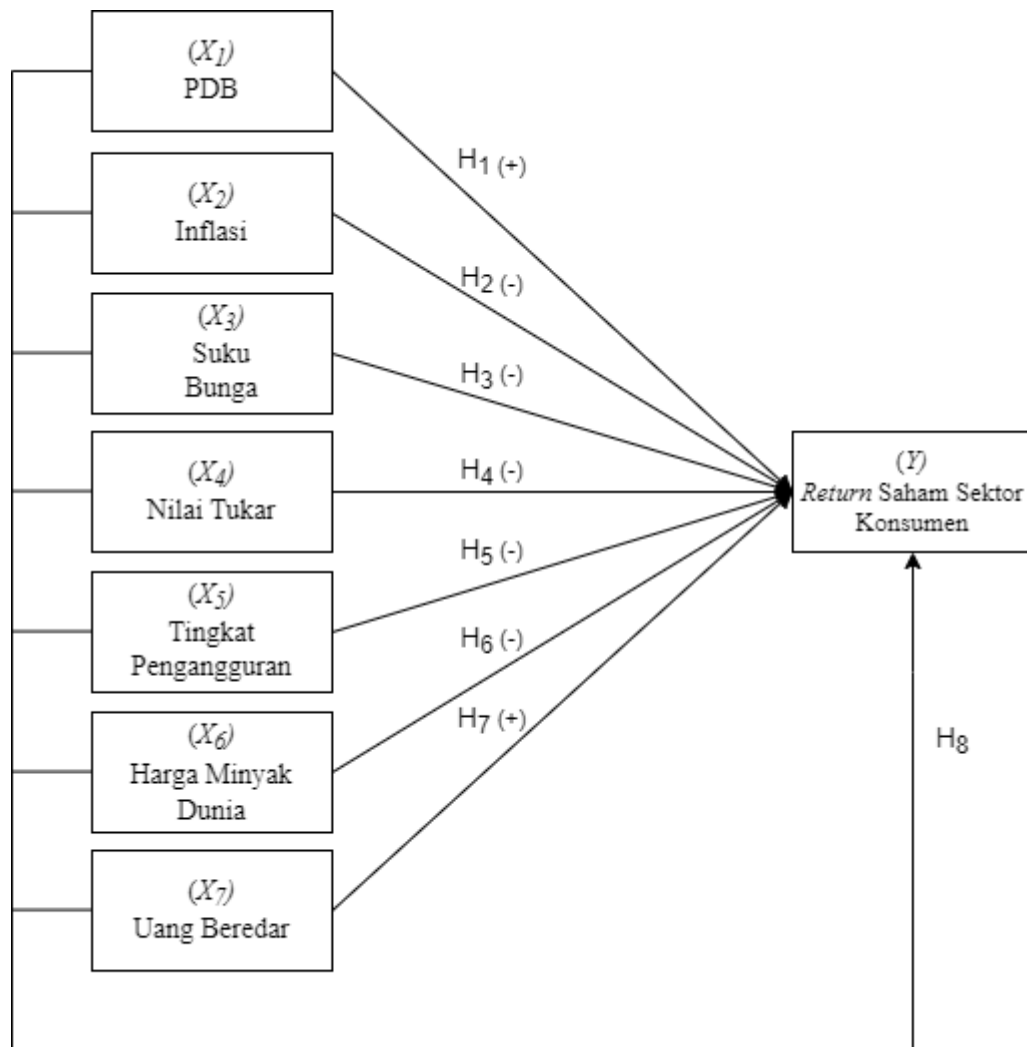 (X1)
PDB
H1 (+)
(X2)
Inflasi
H2 (-)
(X3)
Suku
Bunga
H3 (-)
(X4)
Nilai Tukar
H4 (-)
(Y)
Return Saham Sektor
Konsumen
(X5)
Tingkat
Pengangguran
H5 (-)
(X6)
Harga Minyak
Dunia
H6 (-)
(X7)
Uang Beredar
H7 (+)
H8